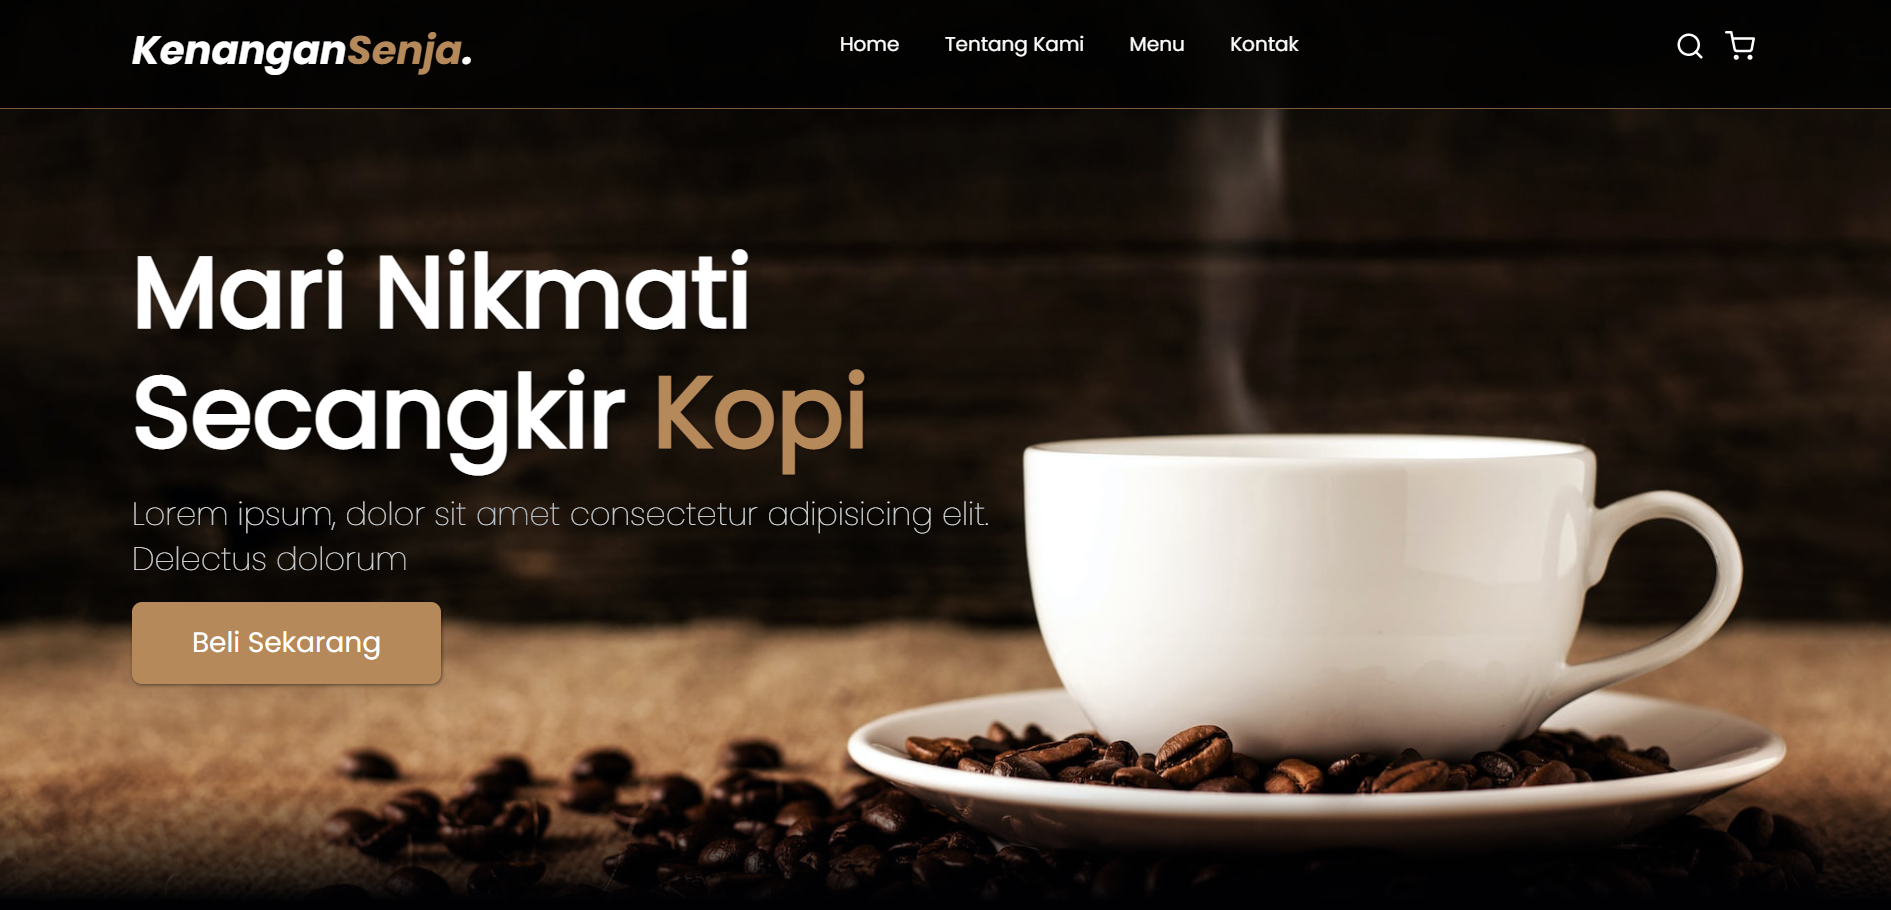 KenanganSenja.
Home
Tentang Kami
Menu
Kontak
Mari Nikmati
Secangkir Kopi
Lorem ipsum, dolor sit amet consectetur adipisicing elit.
Delectus dolorum
Beli Sekarang